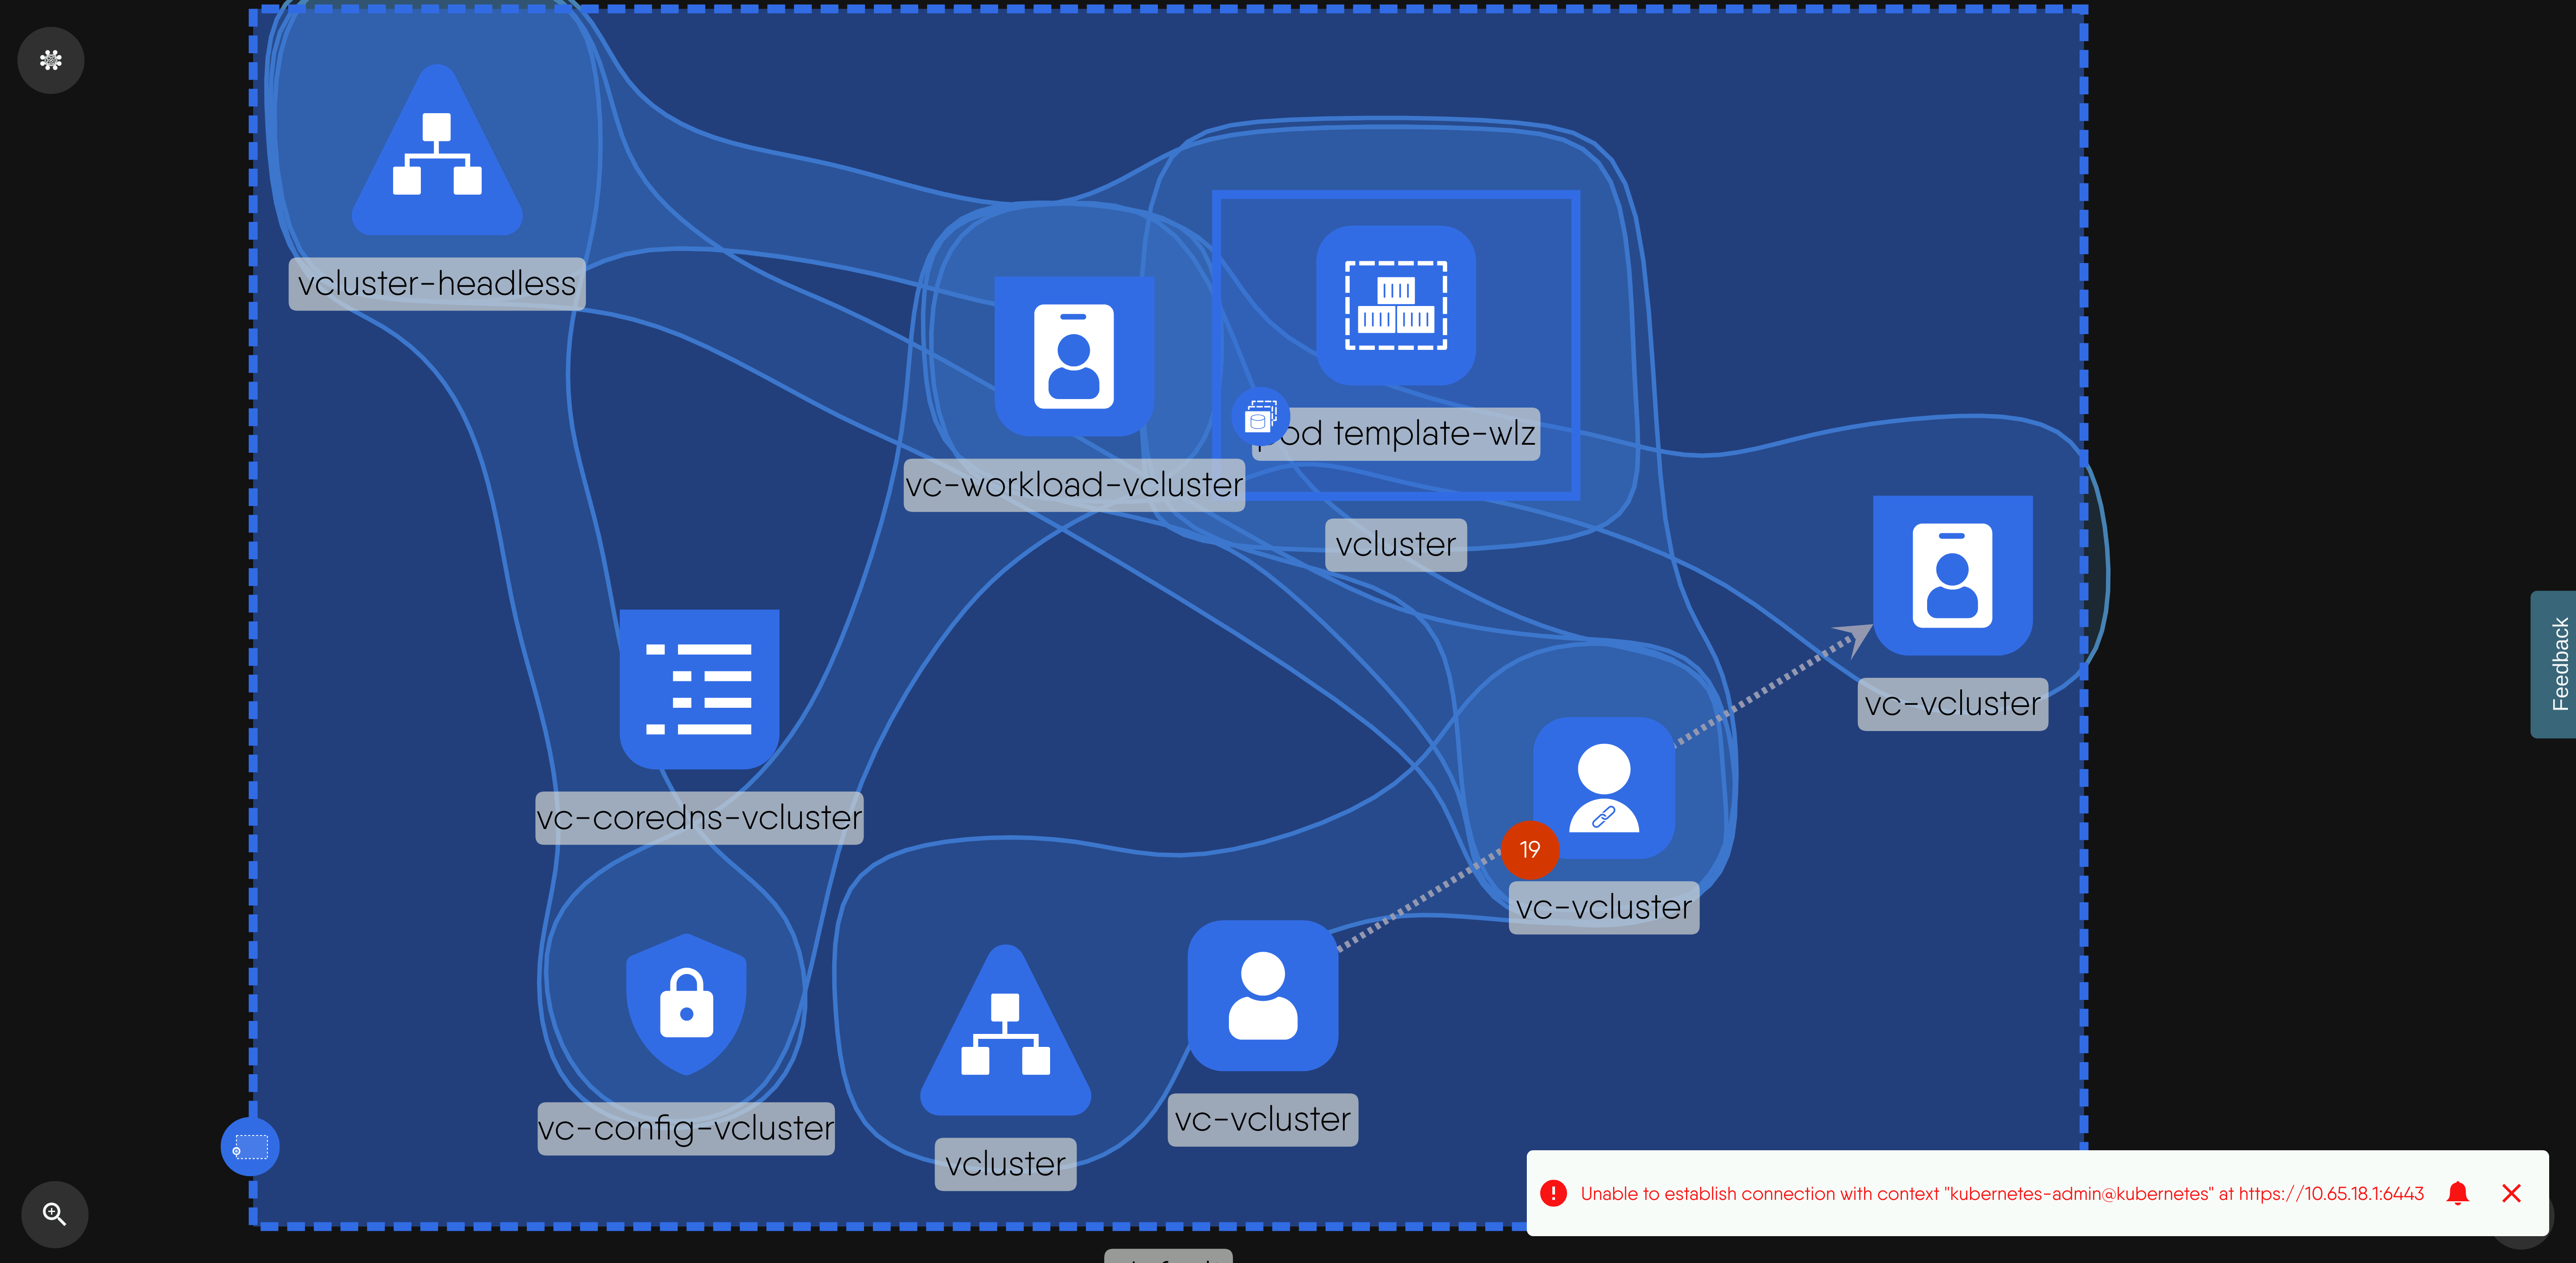 vcluster-headless
pod template-wlz
vc-workload-vcluster
vcluster
vc-vcluster
vc-coredns-vcluster
19
vc-vcluster
vc-config-vcluster
vcluster
vc-vcluster
Feedback
Unable to establish connection with context "kubernetes-admin@kubernetes" at https://10.65.18.1:6443